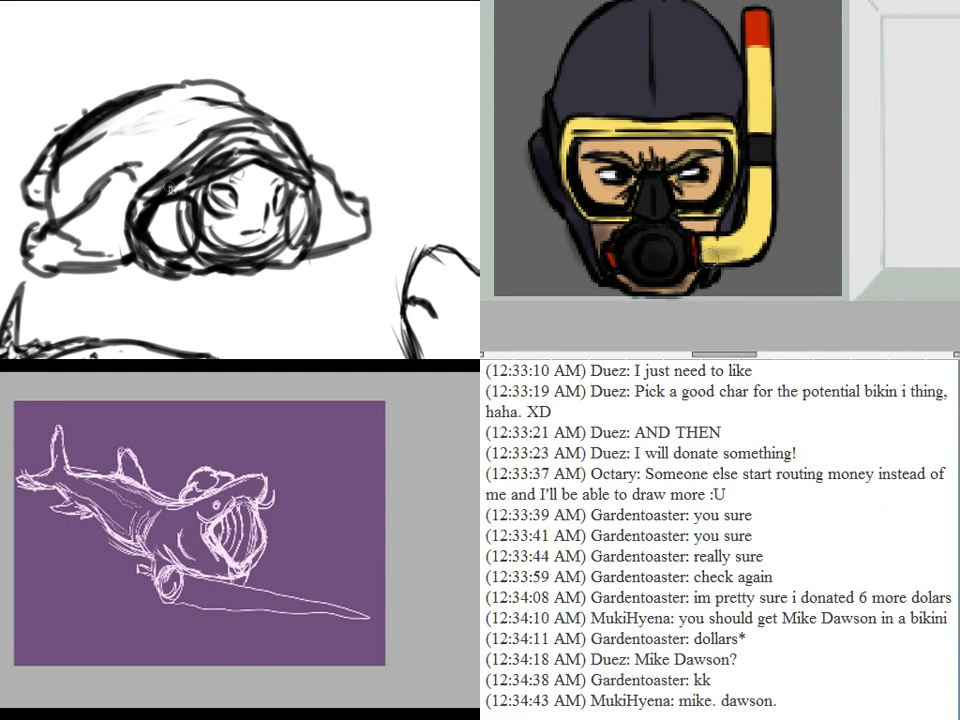 (12:33:10 AM) Duez: I just need to like
(12:33:19 AM) Duez: Pick a good char for the potential bikin i thing,
haha. XD
(12:33:21 AM) Duez: AND THEN
(12:33:23 AM) Duez: I will donate something!
(12:33:37 AM) Octary: Someone else start routing money instead of
me and I'll be able to draw more :U
(12:33:39 AM) Gardentoaster: you sure
(12:33:41 AM) Gardentoaster: you sure
(12:33:44 AM) Gardentoaster: really sure
(12:33:59 AM) Gardentoaster: check again
(12:34:08 AM) Gardentoaster: im pretty sure i donated 6 more dolars
(12:34:10 AM) MukiHyena: you should get Mike Dawson in a bikini
(12:34:11 AM) Gardentoaster: dollars*
(12:34:18 AM) Duez: Mike Dawson?
(12:34:38 AM) Gardentoaster: kk
(12:34:43 AM) MukiHyena: mike. dawson.